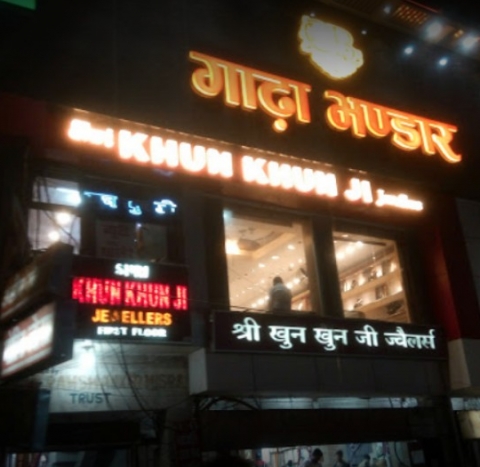 गाढ़ा भण्डार
Shri KHUN KHUN JI Jewellers
SHRI
KHUN KHUN JI
JEWELLERS
FIRST FLOOR
श्री खुन खुन जी ज्वैलर्स
TRUST